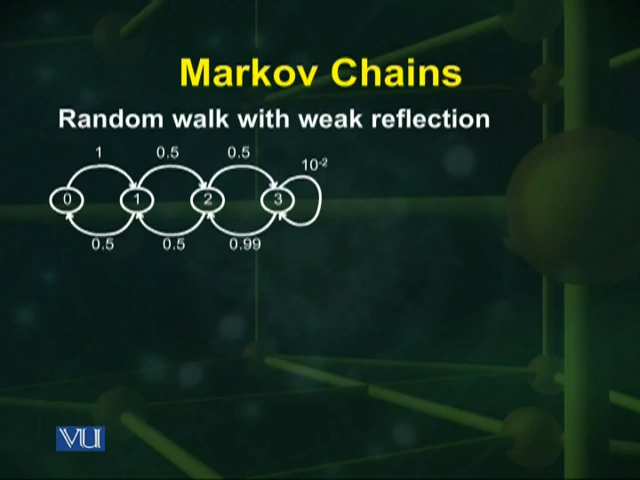 Markov Chains
Random walk with weak reflection
1 0.5 0.5 10-2
0 1 2 3
0.5 0.5 0.99
VU